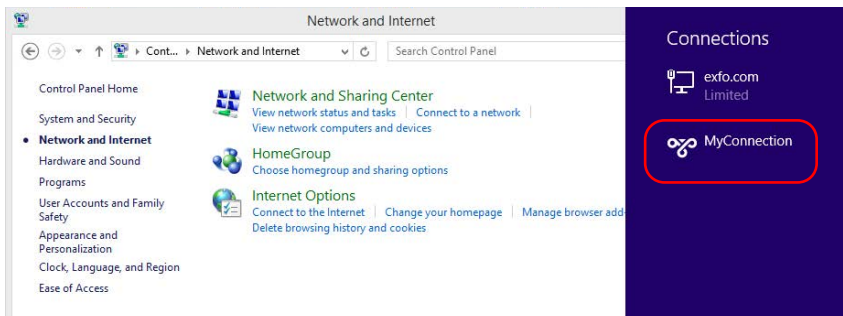 Network and Internet
Cont... Network and Internet Search Control Panel
Control Panel Home
System and Security
Network and Internet
Hardware and Sound
Programs
User Accounts and Family
Safety
Appearance and
Personalization
Clock, Language, and Region
Ease of Access
Network and Sharing Center
View network status and tasks Connect to a network
View network computers and devices
HomeGroup
Choose homegroup and sharing options
Internet Options
Connect to the Internet Change your homepage Manage browser add-
Delete browsing history and cookies
Connections
exfo.com
Limited
MyConnection